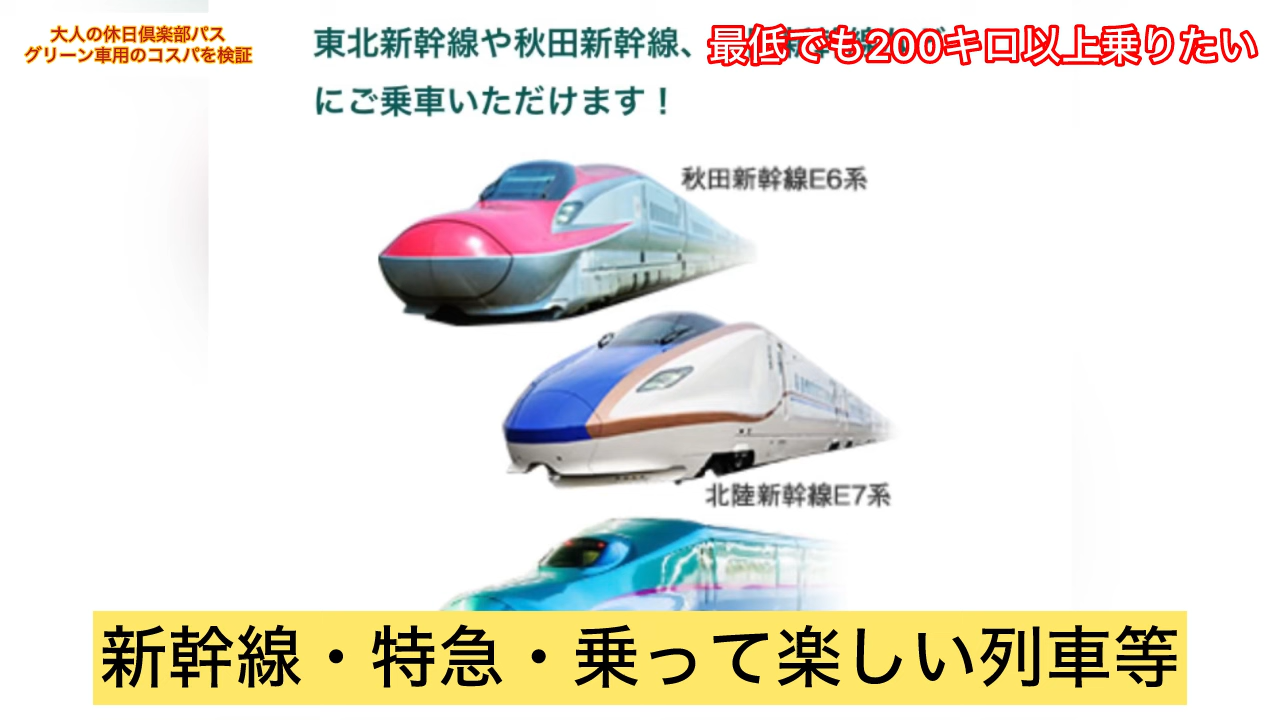 大人の休日倶楽部パス
グリーン車用のコスパを検証
最低でも200キロ以上乗りたい
東北新幹線や秋田新幹線、
にご乗車いただけます！
秋田新幹線E6系
北陸新幹線E7系
新幹線・特急・乗って楽しい列車等